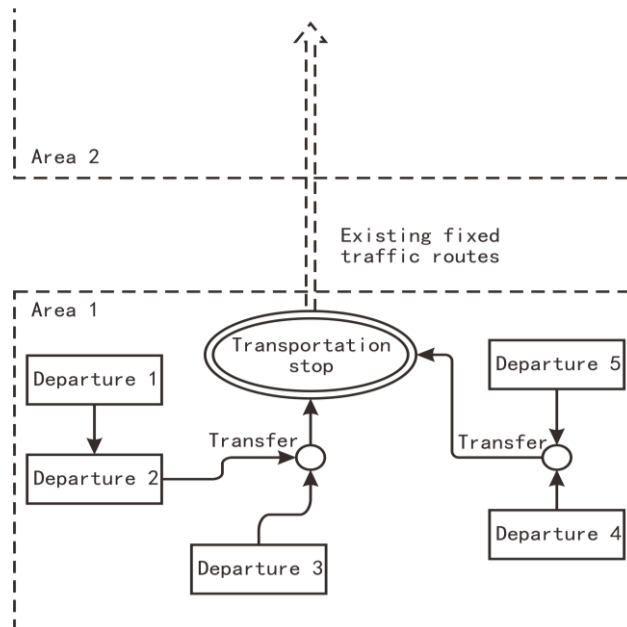 Area 2
Existing fixed
traffic routes
Area 1
Transportation
stop
Departure 1
Departure 5
Transfer
Transfer
Departure 2
Departure 3
Departure 4